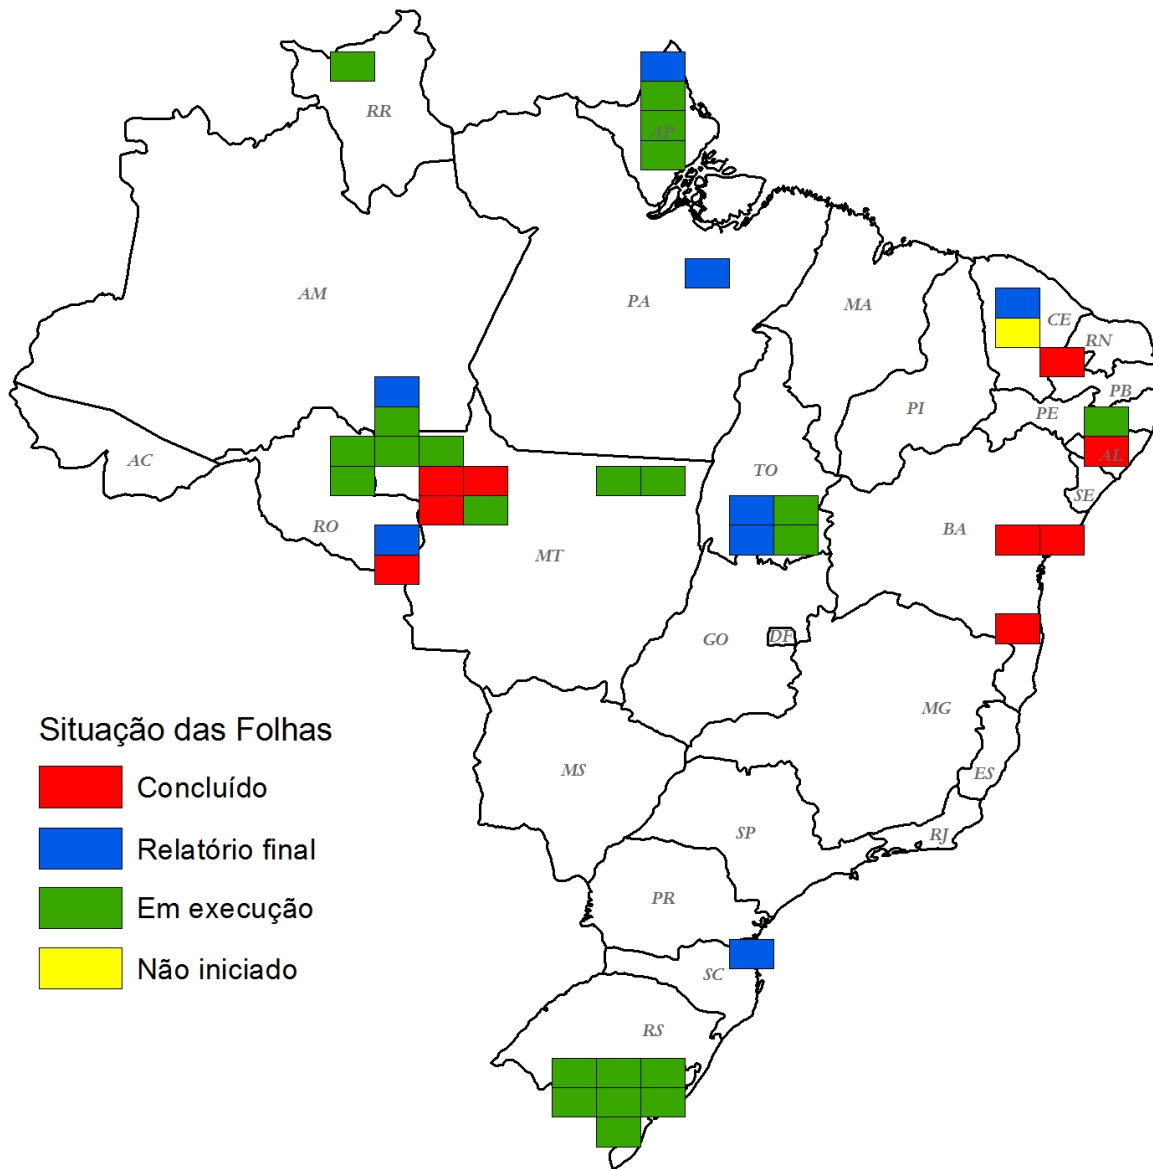 RR
AP
AM
PA
MA
CE
RN
PB
PI
PE
AC
TO
AL
SE
RO
BA
MT
GO
DF
MG
Situação das Folhas
MS
ES
Concluído
SP
RJ
Relatório final
PR
Em execução
Não iniciado
SC
RS